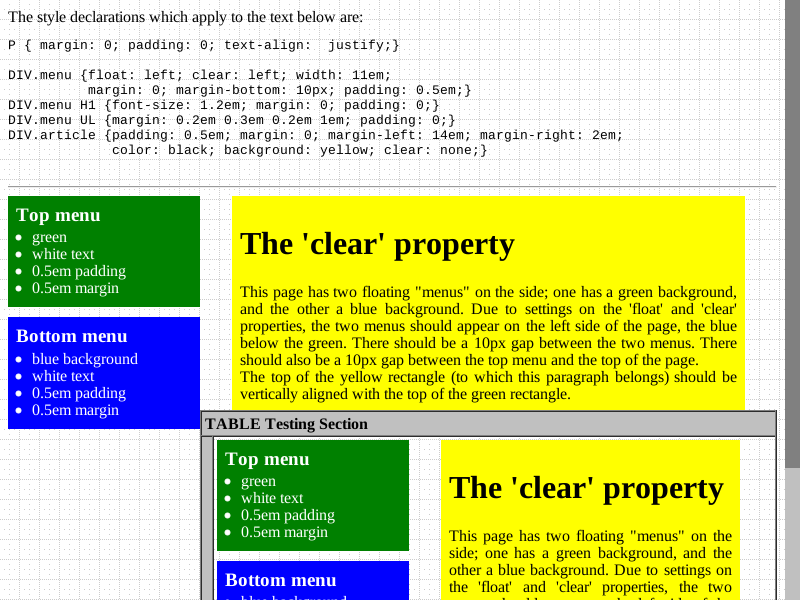 The style declarations which apply to the text below are:
P { margin: 0; padding: 0; text-align:  justify;}
DIV.menu {float: left; clear: left; width: 11em;
margin: 0; margin-bottom: 10px; padding: 0.5em;}
DIV.menu H1 {font-size: 1.2em; margin: 0; padding: 0;}
DIV.menu UL {margin: 0.2em 0.3em 0.2em 1em; padding: 0;}
DIV.article {padding: 0.5em; margin: 0; margin-left: 14em; margin-right: 2em;
color: black; background: yellow; clear: none;}
Top menu
green
white text
0.5em padding
0.5em margin
Bottom menu
blue background
white text
0.5em padding
0.5em margin
The 'clear' property
This page has two floating "menus" on the side; one has a green background,
and the other a blue background. Due to settings on the 'float' and 'clear'
properties, the two menus should appear on the left side of the page, the blue
below the green. There should be a 10px gap between the two menus. There
should also be a 10px gap between the top menu and the top of the page.
The top of the yellow rectangle (to which this paragraph belongs) should be
vertically aligned with the top of the green rectangle.
TABLE Testing Section
Top menu
green
white text
0.5em padding
0.5em margin
Bottom menu
The 'clear' property
This page has two floating "menus" on the
side; one has a green background, and the
other a blue background. Due to settings on
the 'float' and 'clear' properties, the two